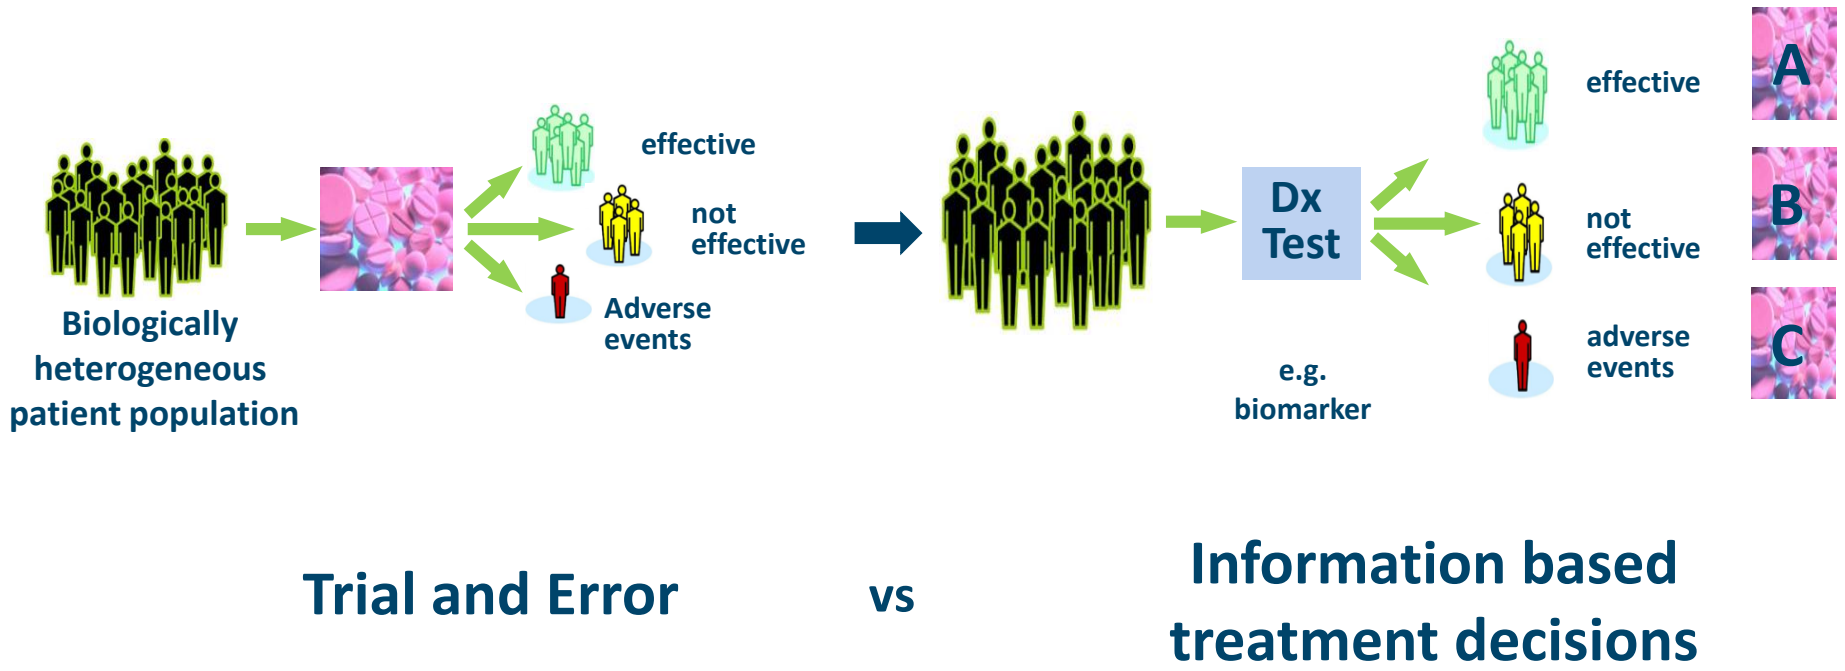 Biologically
heterogeneous
patient population
effective
not
effective
Adverse
events
Dx
Test
e.g.
biomarker
effective
not
effective
adverse
events
A
B
C
Trial and Error
vs
Information based
treatment decisions